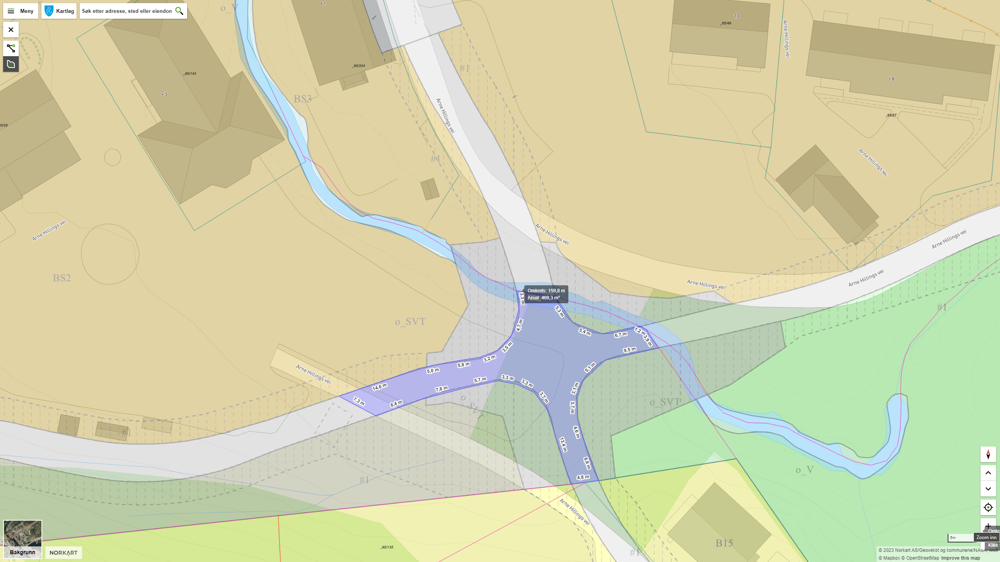 Meny
Kartlag
Søk etter adresse, sted eller eiendom
o_V
1
10
85/49
Arne Hillings vei
8
85/67
Arne Hillings vei
85/143
3
85/204
BS3
#1
Arne Hillings vei
#1
85/29
Arne Hillings vei
Arne Hillings vei
Arne Hillings vei
Arne Hillings vei
Arne Hillings vei
BS2
Omkrets: 159,8 m
Areal: 469,3 m²
3,3 m
5,3 m
4,7 m
5,4 m
6,7 m
1,2 m
3,9 m
9,5 m
3,5 m
3,2 m
5,8 m
5,0 m
14,6 m
7,3 m
8,4 m
7,8 m
5,7 m
3,3 m
3,3 m
3,7 m
5,1 m
3,1 m
3,7 m
4,6 m
13,4 m
6,6 m
4,8 m
o_SVT
Arne Hillings vei
o_SVT
o_SVT
#1
#1
#1
o_V
Arne Hillings vei
B15
#1
85/135
Bakgrunn
NORKART
5m
Zoom inn
Klikk
© 2023 Norkart AS/Geovekst og kommunene/NASA, Meti
© Mapbox © OpenStreetMap Improve this map